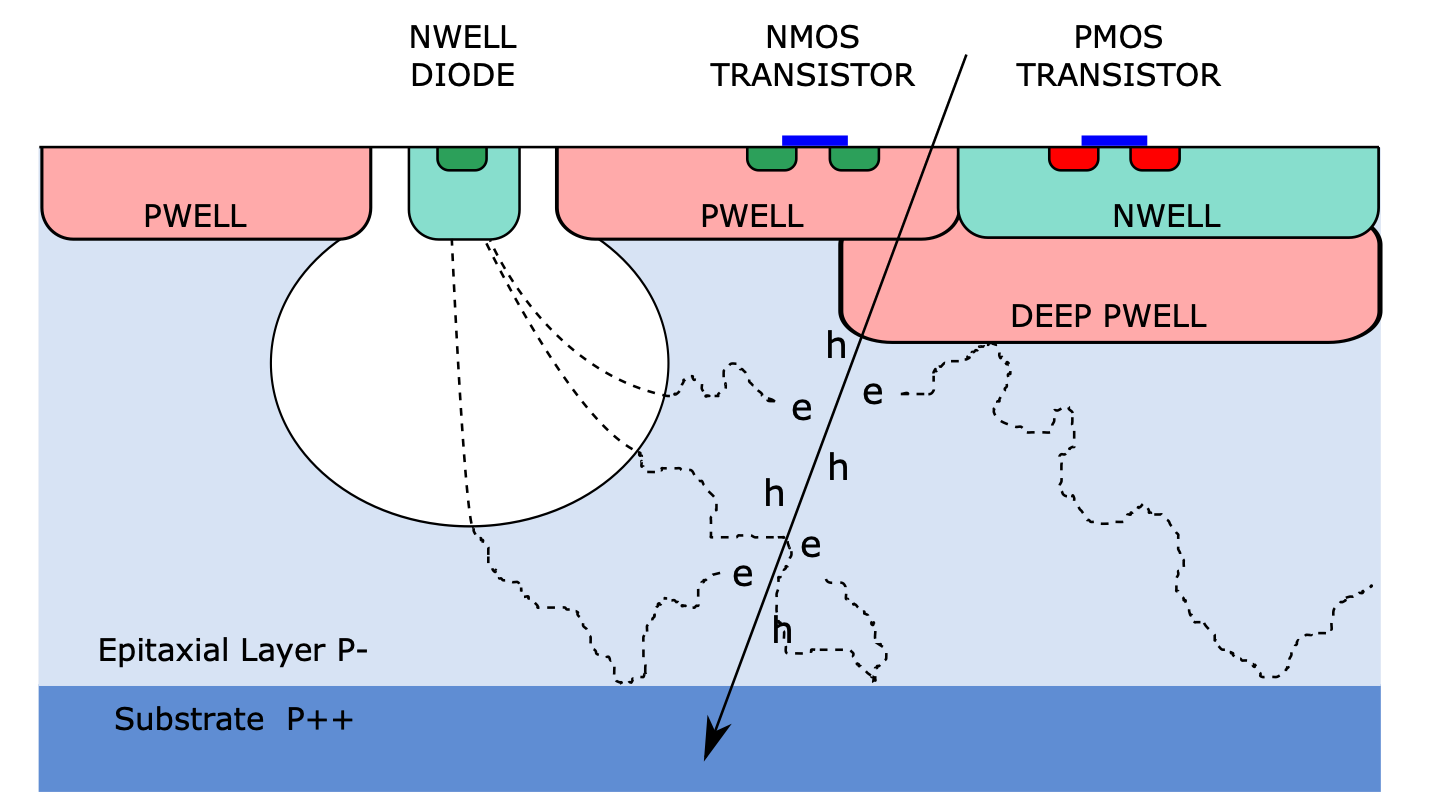 NWELL
DIODE
NMOS
TRANSISTOR
PMOS
TRANSISTOR
PWELL
PWELL
NWELL
DEEP PWELL
h
e
e
h
h
e
e
h
Epitaxial Layer P-
Substrate P++